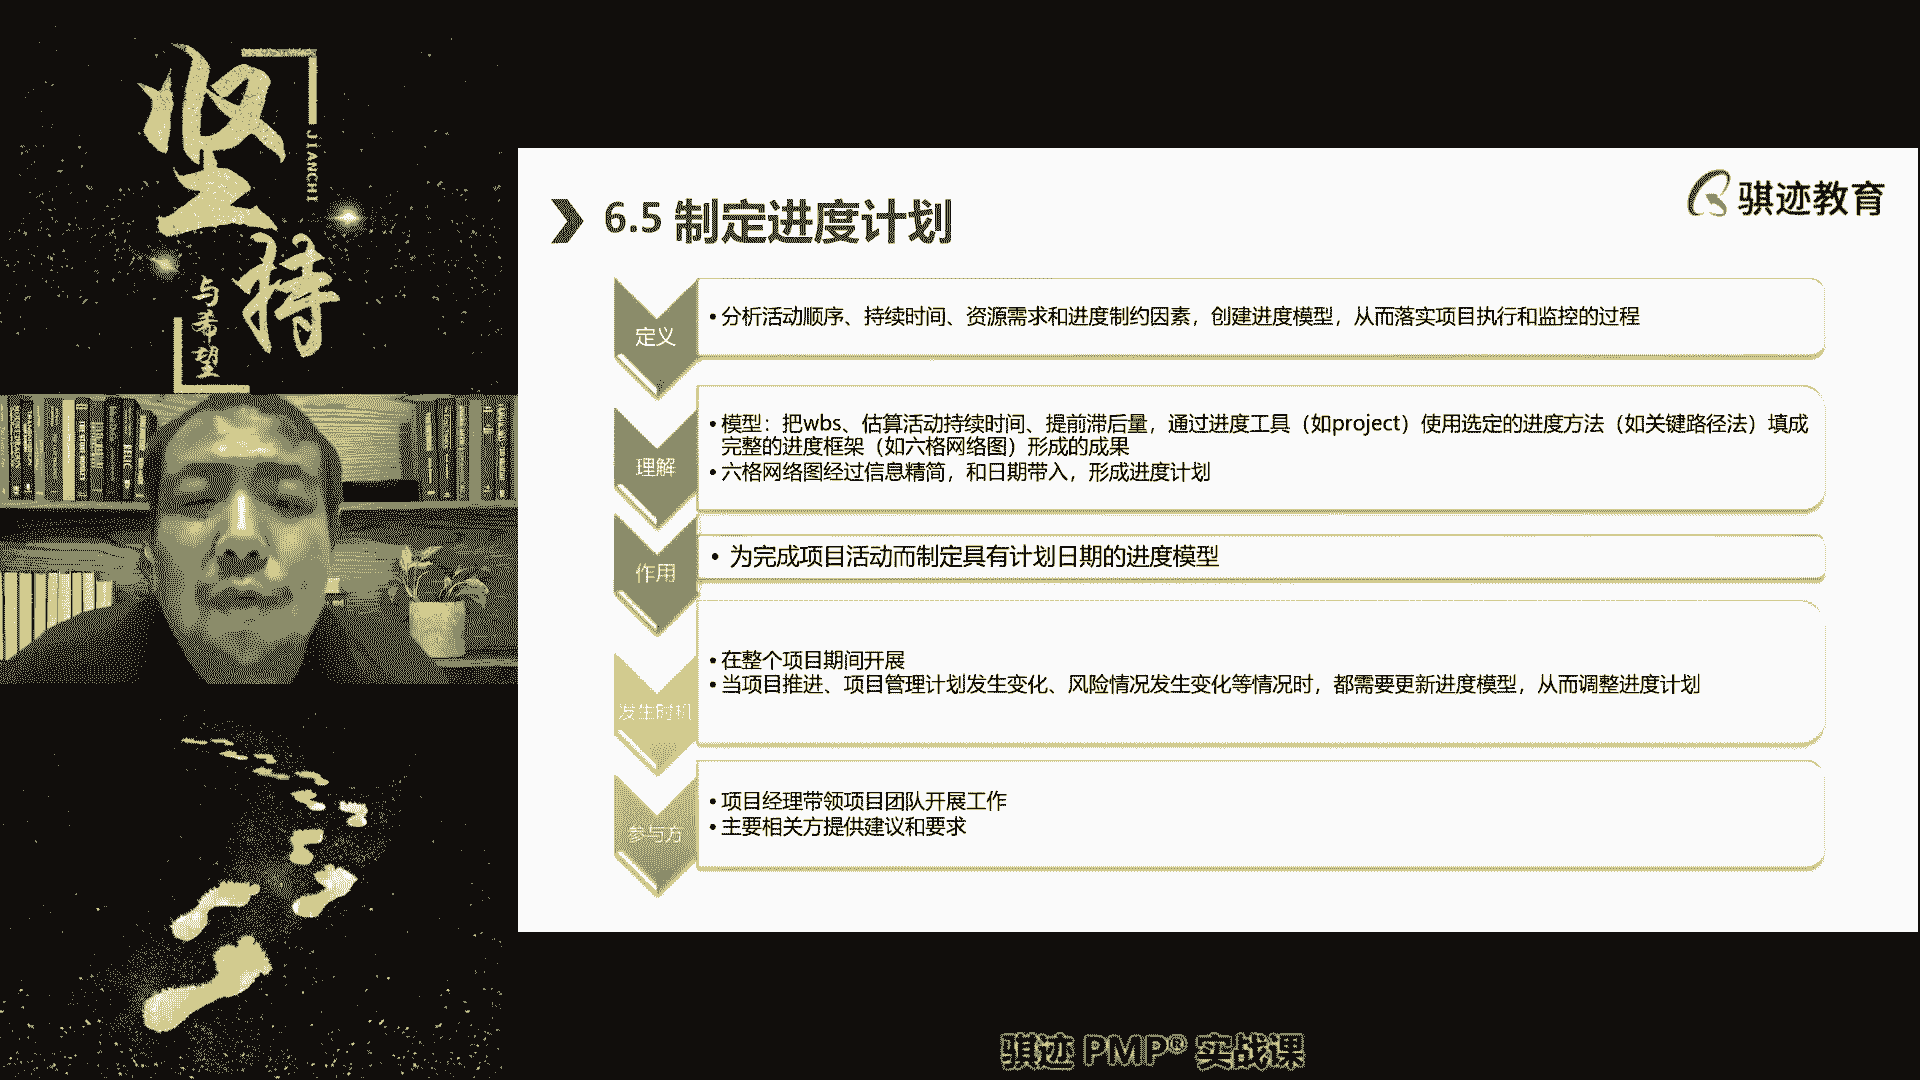 坚持
JIANCHI
与希望
骐迹教育
6.5 制定进度计划
定义
•分析活动顺序、持续时间、资源需求和进度制约因素，创建进度模型，从而落实项目执行和监控的过程
理解
•模型：把wbs、估算活动持续时间、提前滞后量，通过进度工具（如project）使用选定的进度方法（如关键路径法）填成
完整的进度框架（如六格网络图）形成的成果
•六格网络图经过信息精简，和日期带入，形成进度计划
作用
• 为完成项目活动而制定具有计划日期的进度模型
发生时机
•在整个项目期间开展
•当项目推进、项目管理计划发生变化、风险情况发生变化等情况时，都需要更新进度模型，从而调整进度计划
参与方
•项目经理带领项目团队开展工作
•主要相关方提供建议和要求
骐迹 PMP® 实战课